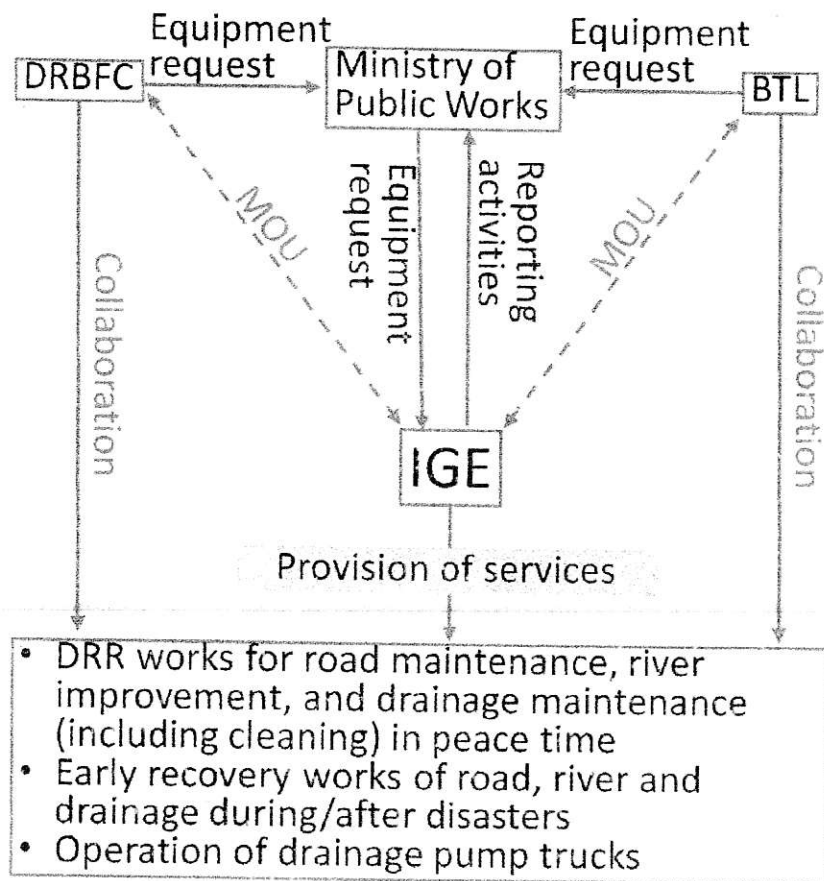 Equipment
request
DRBFC
Ministry of
Public Works
Equipment
request
BTL
MOU
Equipment
request
Reporting
activities
MOU
Collaboration
Collaboration
IGE
Provision of services
• DRR works for road maintenance, river
improvement, and drainage maintenance
(including cleaning) in peace time
• Early recovery works of road, river and
drainage during/after disasters
• Operation of drainage pump trucks